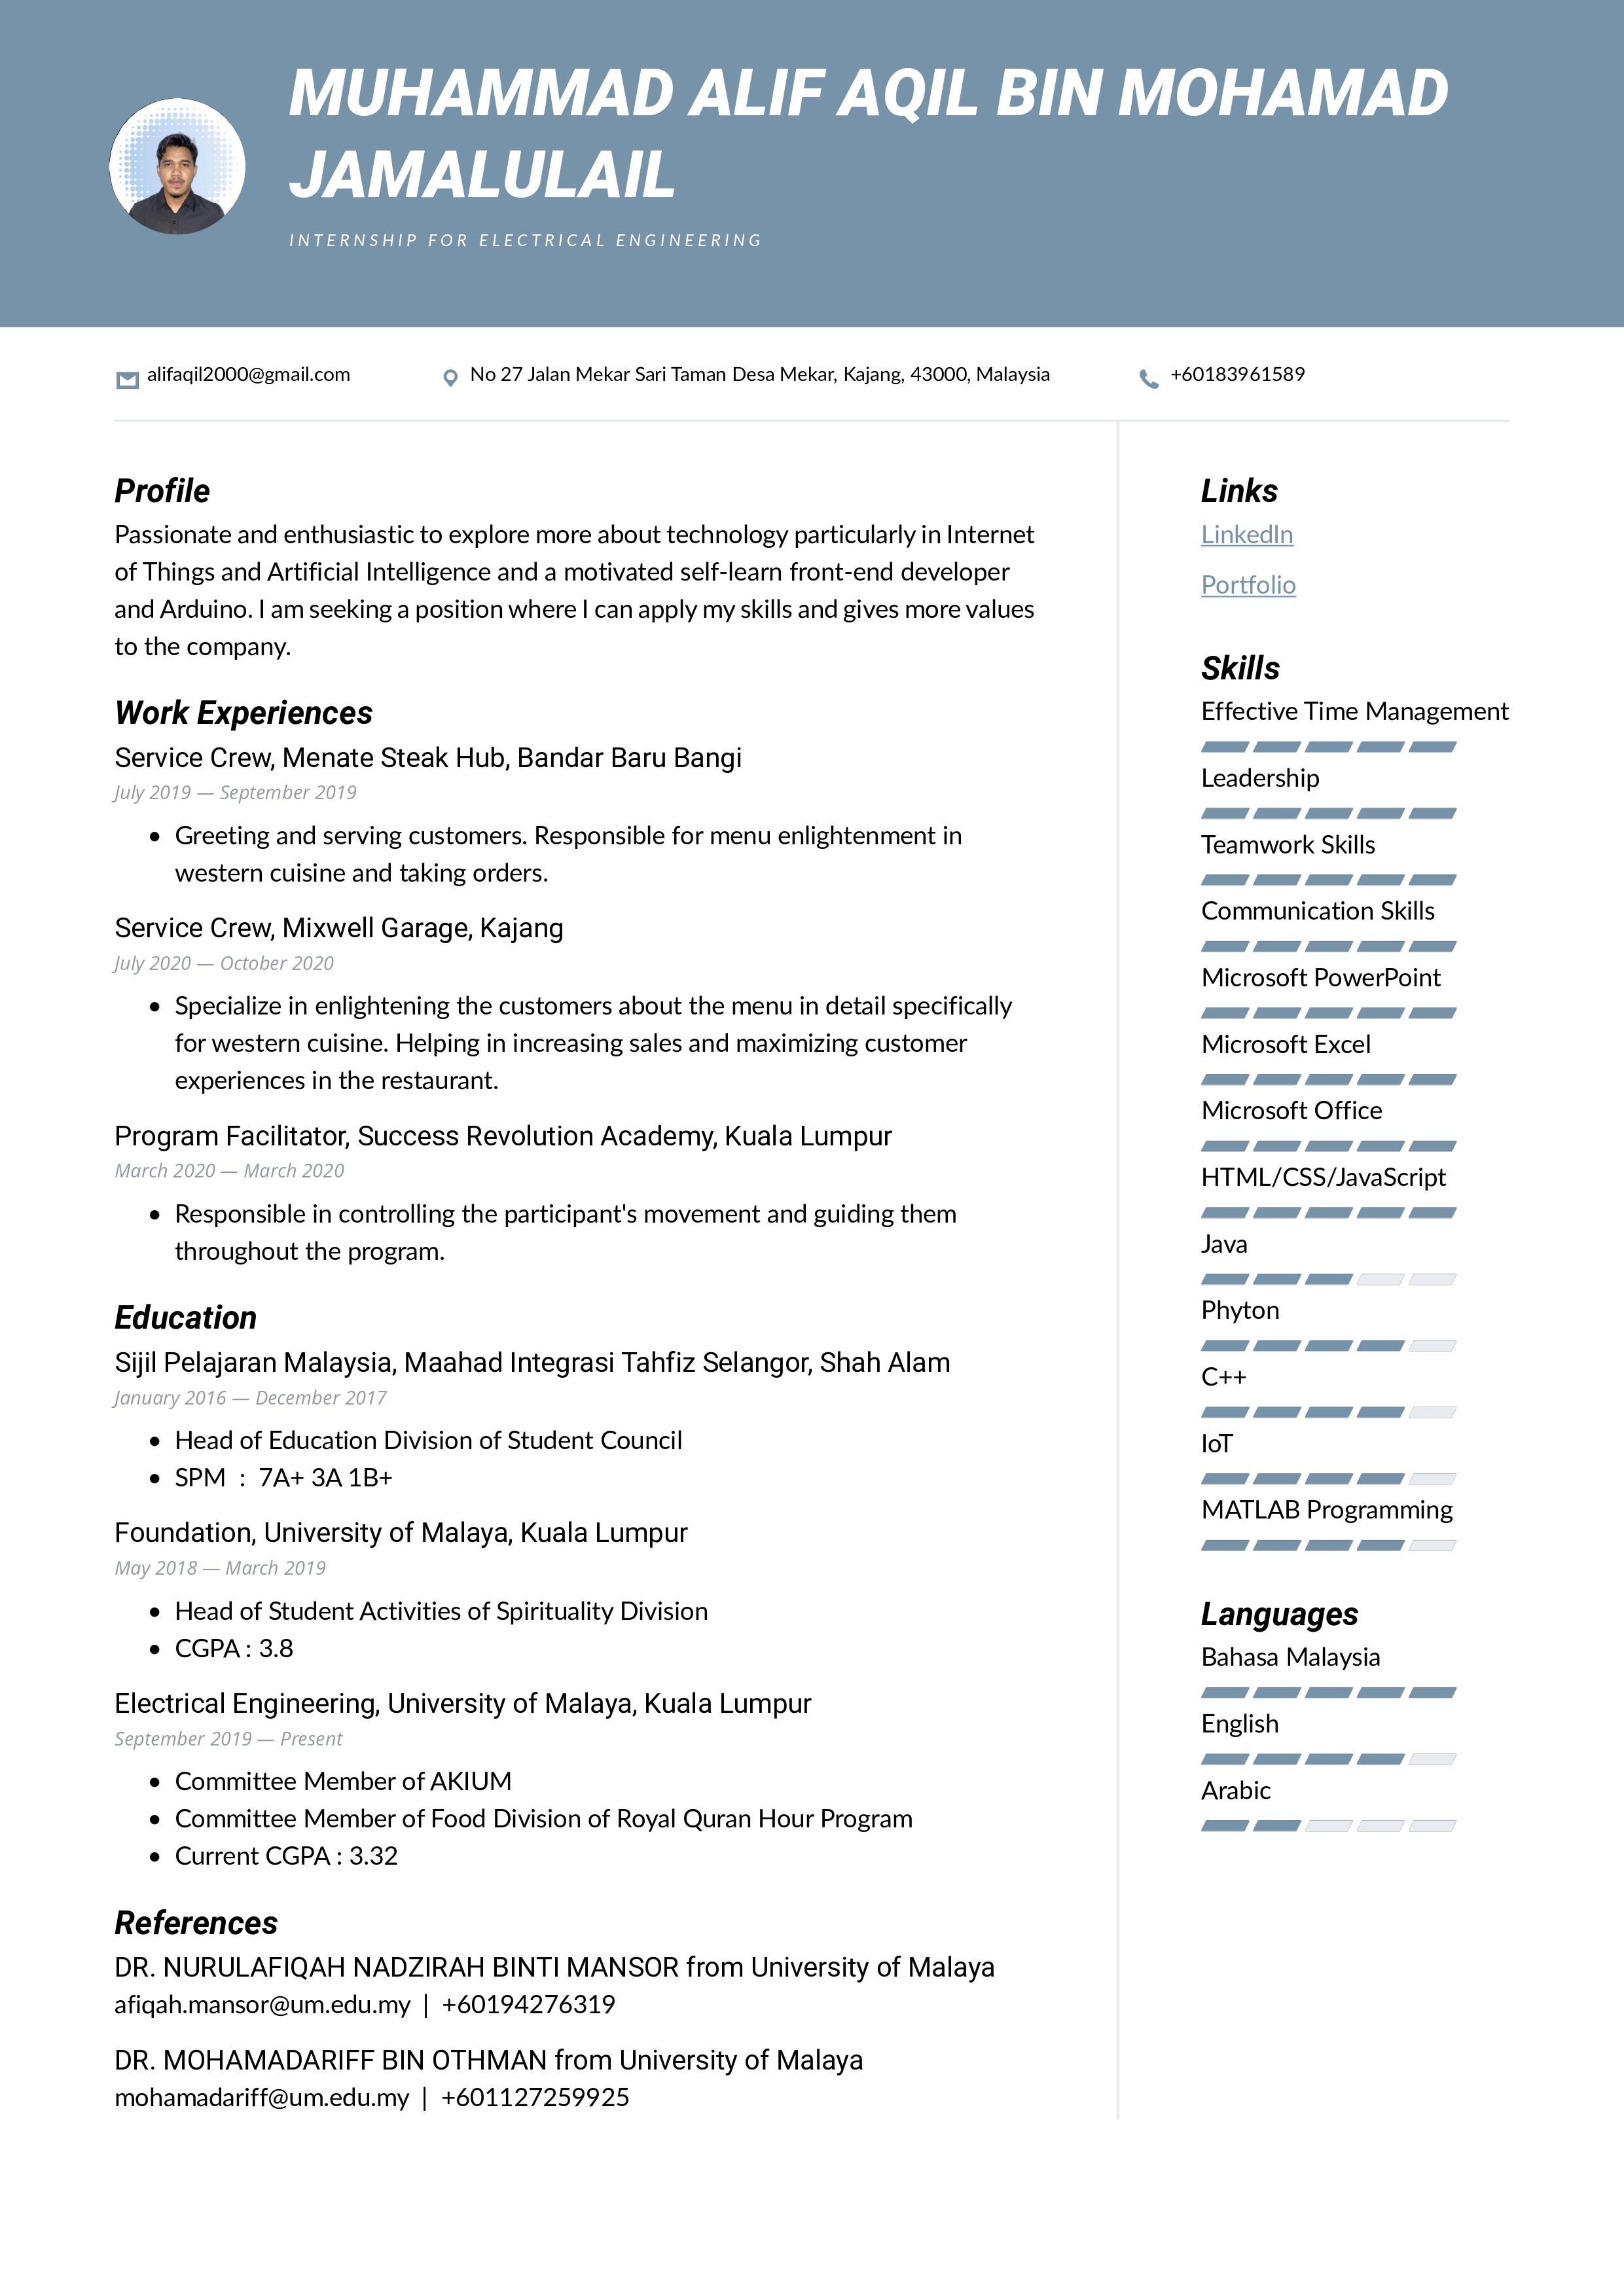 MUHAMMAD ALIF AQIL BIN MOHAMAD
JAMALULAIL
INTERNSHIP FOR ELECTRICAL ENGINEERING
alifaqil2000@gmail.com
No 27 Jalan Mekar Sari Taman Desa Mekar, Kajang, 43000, Malaysia
+60183961589
Profile
Passionate and enthusiastic to explore more about technology particularly in Internet
of Things and Artificial Intelligence and a motivated self-learn front-end developer
and Arduino. I am seeking a position where I can apply my skills and gives more values
to the company.
Work Experiences
Service Crew, Menate Steak Hub, Bandar Baru Bangi
July 2019 — September 2019
• Greeting and serving customers. Responsible for menu enlightenment in
western cuisine and taking orders.
Service Crew, Mixwell Garage, Kajang
July 2020 — October 2020
• Specialize in enlightening the customers about the menu in detail specifically
for western cuisine. Helping in increasing sales and maximizing customer
experiences in the restaurant.
Program Facilitator, Success Revolution Academy, Kuala Lumpur
March 2020 — March 2020
• Responsible in controlling the participant's movement and guiding them
throughout the program.
Education
Sijil Pelajaran Malaysia, Maahad Integrasi Tahfiz Selangor, Shah Alam
January 2016 — December 2017
• Head of Education Division of Student Council
• SPM : 7A+ 3A 1B+
Foundation, University of Malaya, Kuala Lumpur
May 2018 — March 2019
• Head of Student Activities of Spirituality Division
• CGPA : 3.8
Electrical Engineering, University of Malaya, Kuala Lumpur
September 2019 — Present
• Committee Member of AKIUM
• Committee Member of Food Division of Royal Quran Hour Program
• Current CGPA : 3.32
References
DR. NURULAFIQAH NADZIRAH BINTI MANSOR from University of Malaya
afiqah.mansor@um.edu.my | +60194276319
DR. MOHAMADARIFF BIN OTHMAN from University of Malaya
mohamadariff@um.edu.my | +601127259925
Links
LinkedIn
Portfolio
Skills
Effective Time Management
Leadership
Teamwork Skills
Communication Skills
Microsoft PowerPoint
Microsoft Excel
Microsoft Office
HTML/CSS/JavaScript
Java
Phyton
C++
IoT
MATLAB Programming
Languages
Bahasa Malaysia
English
Arabic